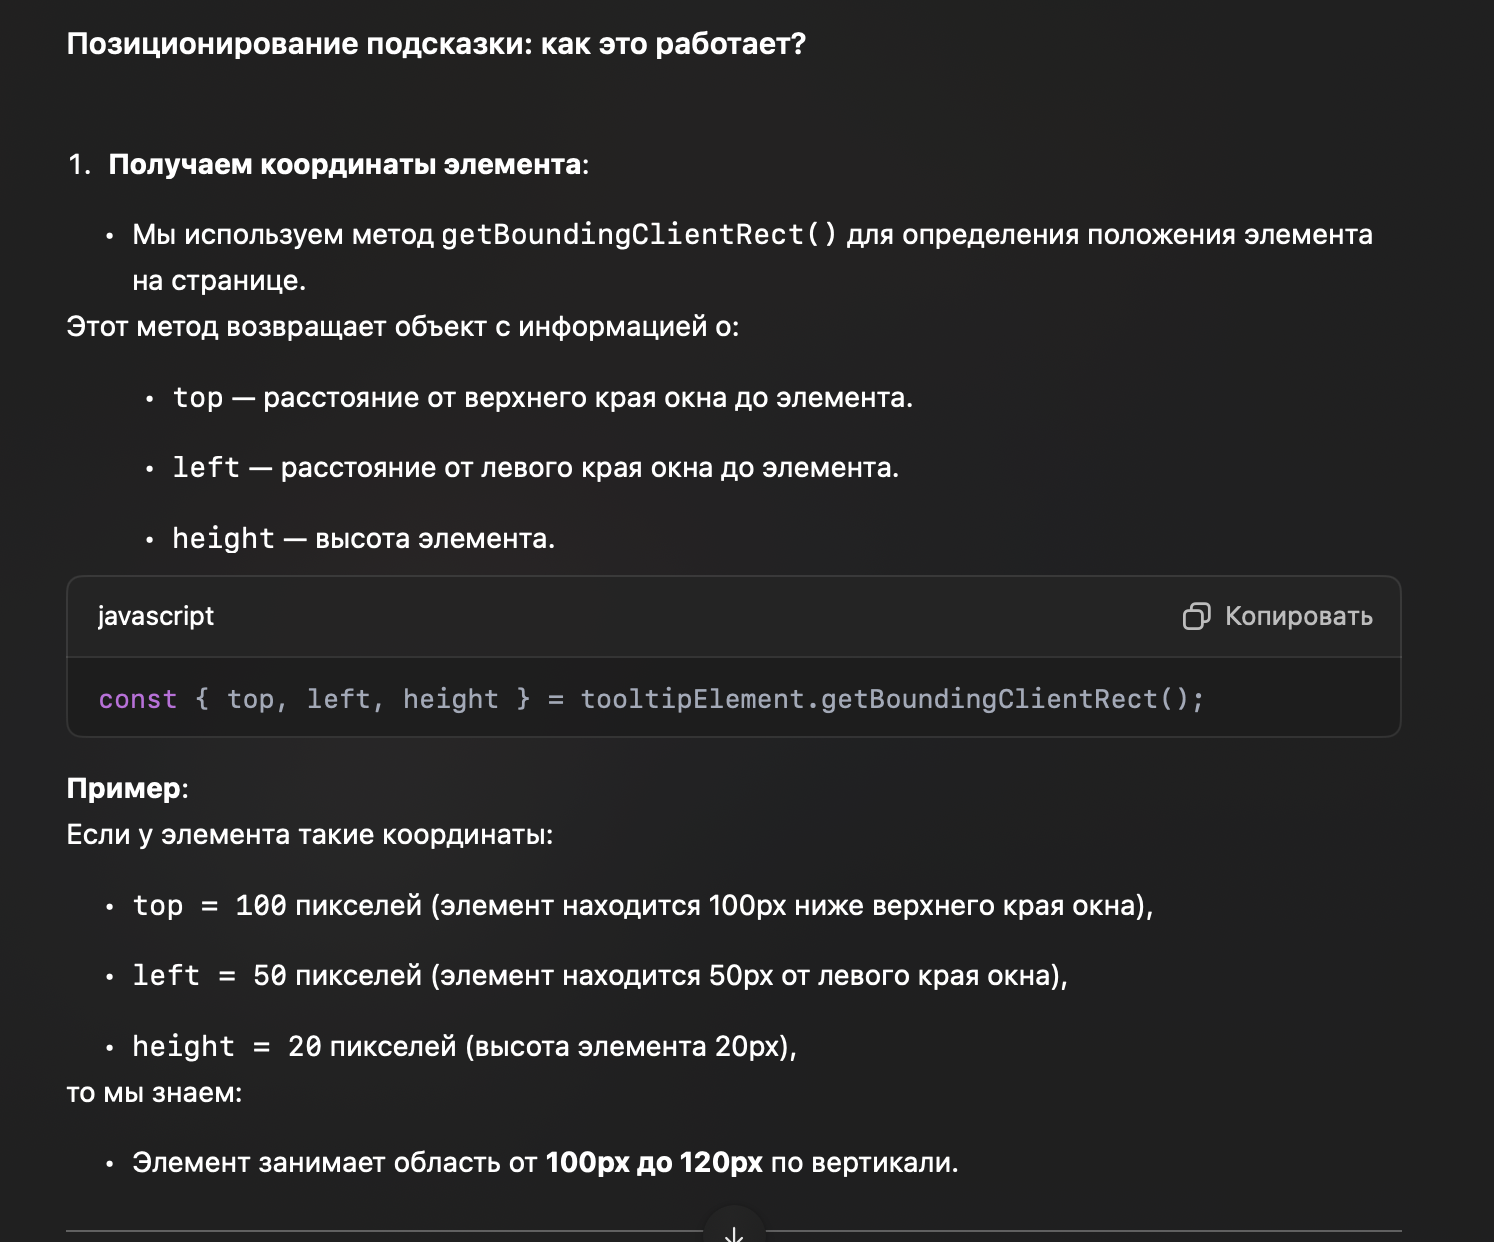 Позиционирование подсказки: как это работает?
1. Получаем координаты элемента:
• Мы используем метод getBoundingClientRect() для определения положения элемента
на странице.
Этот метод возвращает объект с информацией о:
• top — расстояние от верхнего края окна до элемента.
• left — расстояние от левого края окна до элемента.
• height — высота элемента.
javascript
Копировать
const { top, left, height } = tooltipElement.getBoundingClientRect();
Пример:
Если у элемента такие координаты:
• top = 100 пикселей (элемент находится 100px ниже верхнего края окна),
• left = 50 пикселей (элемент находится 50px от левого края окна),
• height = 20 пикселей (высота элемента 20px),
то мы знаем:
• Элемент занимает область от 100px до 120px по вертикали.